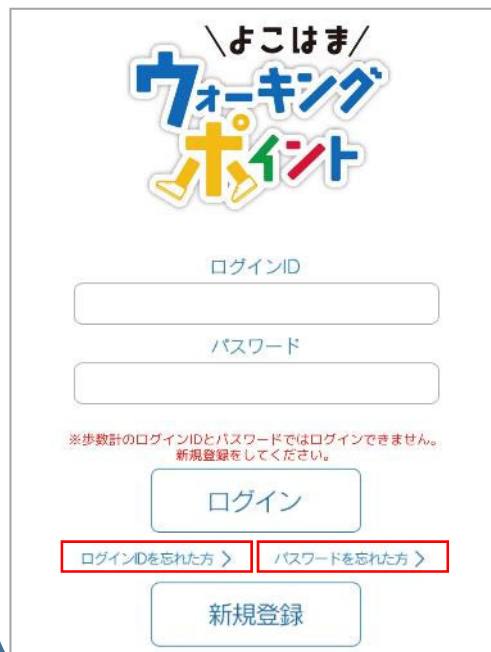 \よこはま/
ウォーキング
ポイント
ログインID
パスワード
※歩数計のログインIDとパスワードではログインできません。
新規登録をしてください。
ログイン
ログインIDを忘れた方 > パスワードを忘れた方 >
新規登録